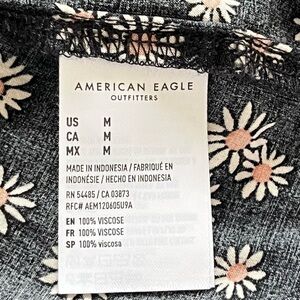 AMERICAN EAGLE
OUTFITTERS
US M
CA M
MX M
MADE IN INDONESIA / FABRIQUÉ EN
INDONÉSIE / HECHO EN INDONESIA
RN 54485 / CA 03873
RFC# AEM120605U9A
EN 100% VISCOSE
FR 100% VISCOSE
SP 100% viscosa